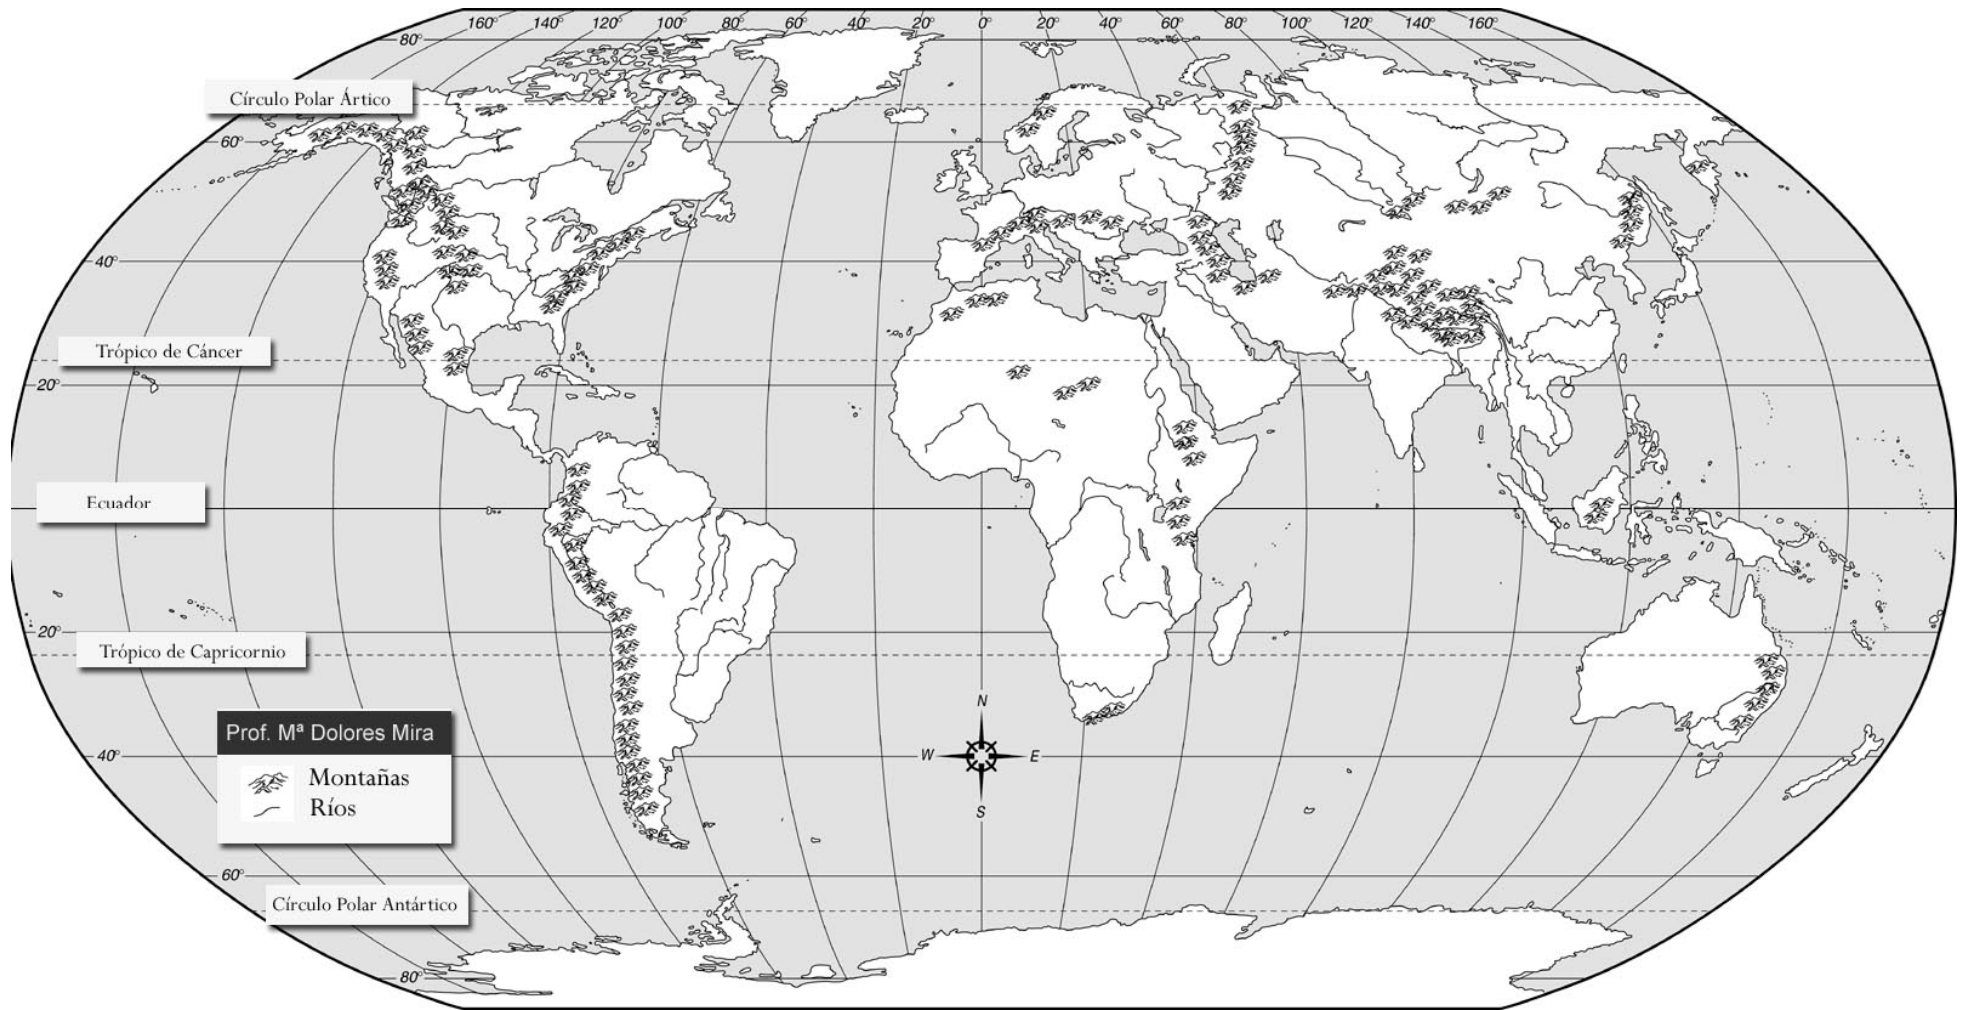 160° 140° 120° 100° 80° 60° 40° 20° 0° 20° 40° 60° 80° 100° 120° 140° 160°
80°
Círculo Polar Ártico
60°
40°
Trópico de Cáncer
20°
Ecuador
20°
Trópico de Capricornio
N
W E
S
Prof. Mª Dolores Mira
Montañas
Ríos
40°
60°
Círculo Polar Antártico
80°